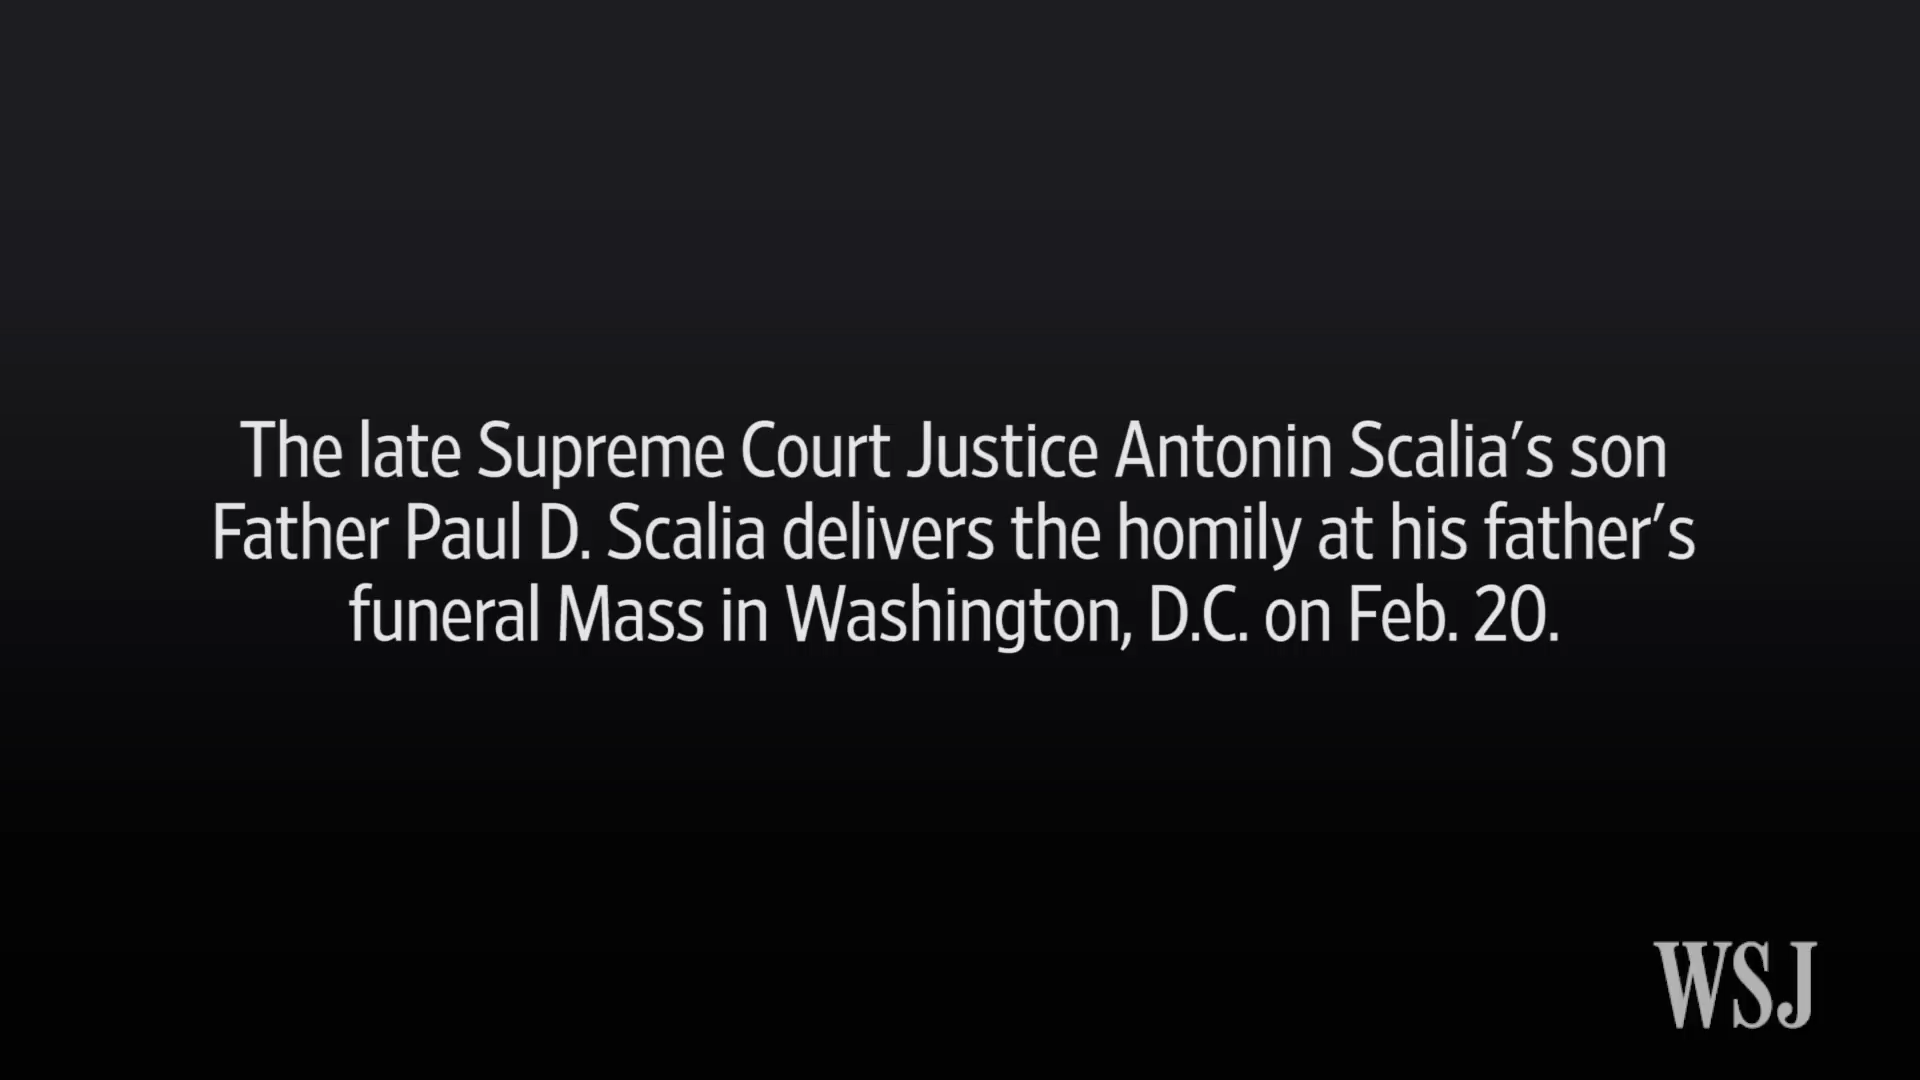 The late Supreme Court Justice Antonin Scalia’s son
Father Paul D. Scalia delivers the homily at his father’s
funeral Mass in Washington, D.C. on Feb. 20.
WSJ